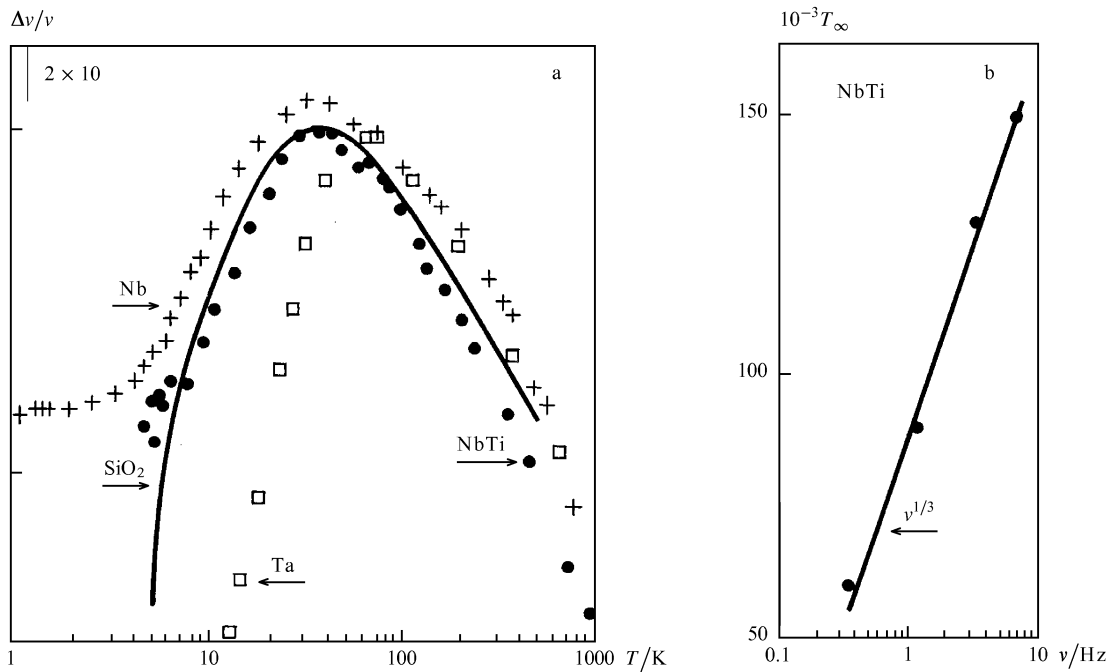 Δv/v
2 × 10
a
Nb
SiO₂
NbTi
Ta
1
10
100
1000
T/K
10⁻³T∞
b
NbTi
150
100
50
ν^1/3
0.1
1
10
ν/Hz